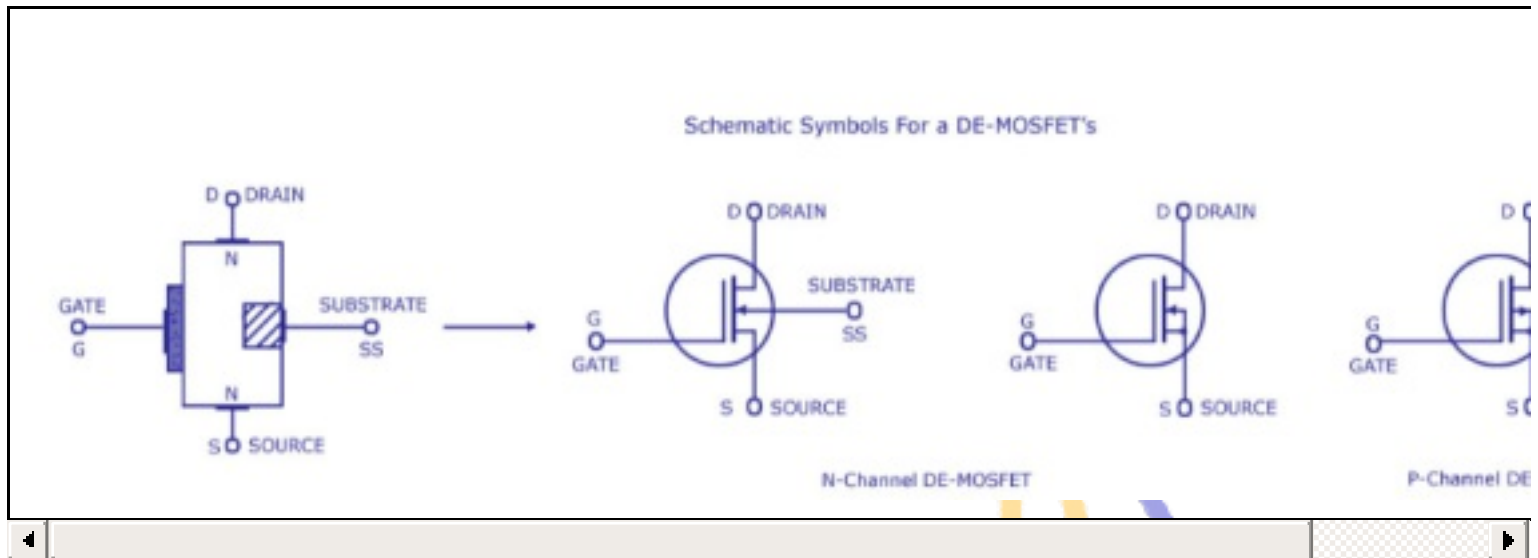 Schematic Symbols For a DE-MOSFET's
D DRAIN
N
GATE
G
SUBSTRATE
SS
N
S SOURCE
D DRAIN
SUBSTRATE
SS
G
GATE
S SOURCE
D DRAIN
G
GATE
S SOURCE
N-Channel DE-MOSFET
D
G
GATE
S
P-Channel DE